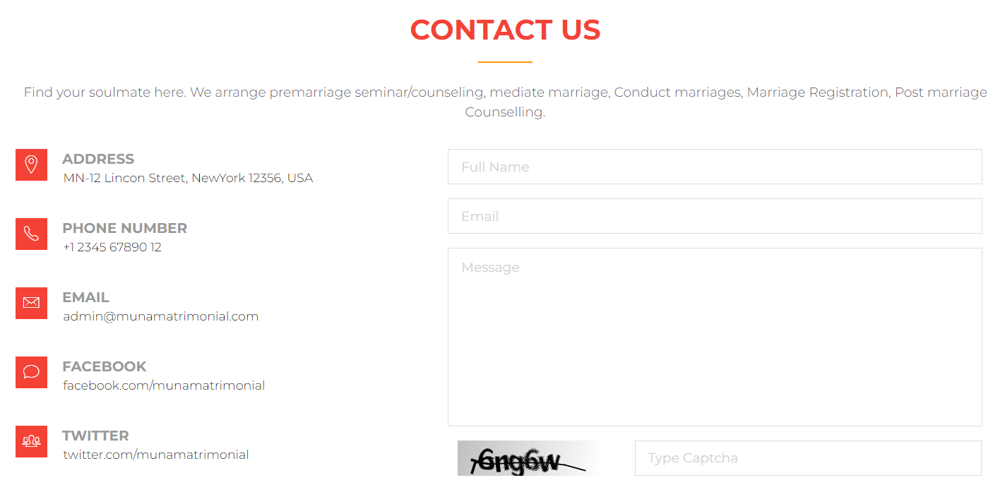 CONTACT US
Find your soulmate here. We arrange premarriage seminar/counseling, mediate marriage, Conduct marriages, Marriage Registration, Post marriage
Counselling.
ADDRESS
MN-12 Lincon Street, NewYork 12356, USA
PHONE NUMBER
+1 2345 67890 12
EMAIL
admin@munamatrimonial.com
FACEBOOK
facebook.com/munamatrimonial
TWITTER
twitter.com/munamatrimonial
Full Name
Email
Message
Type Captcha